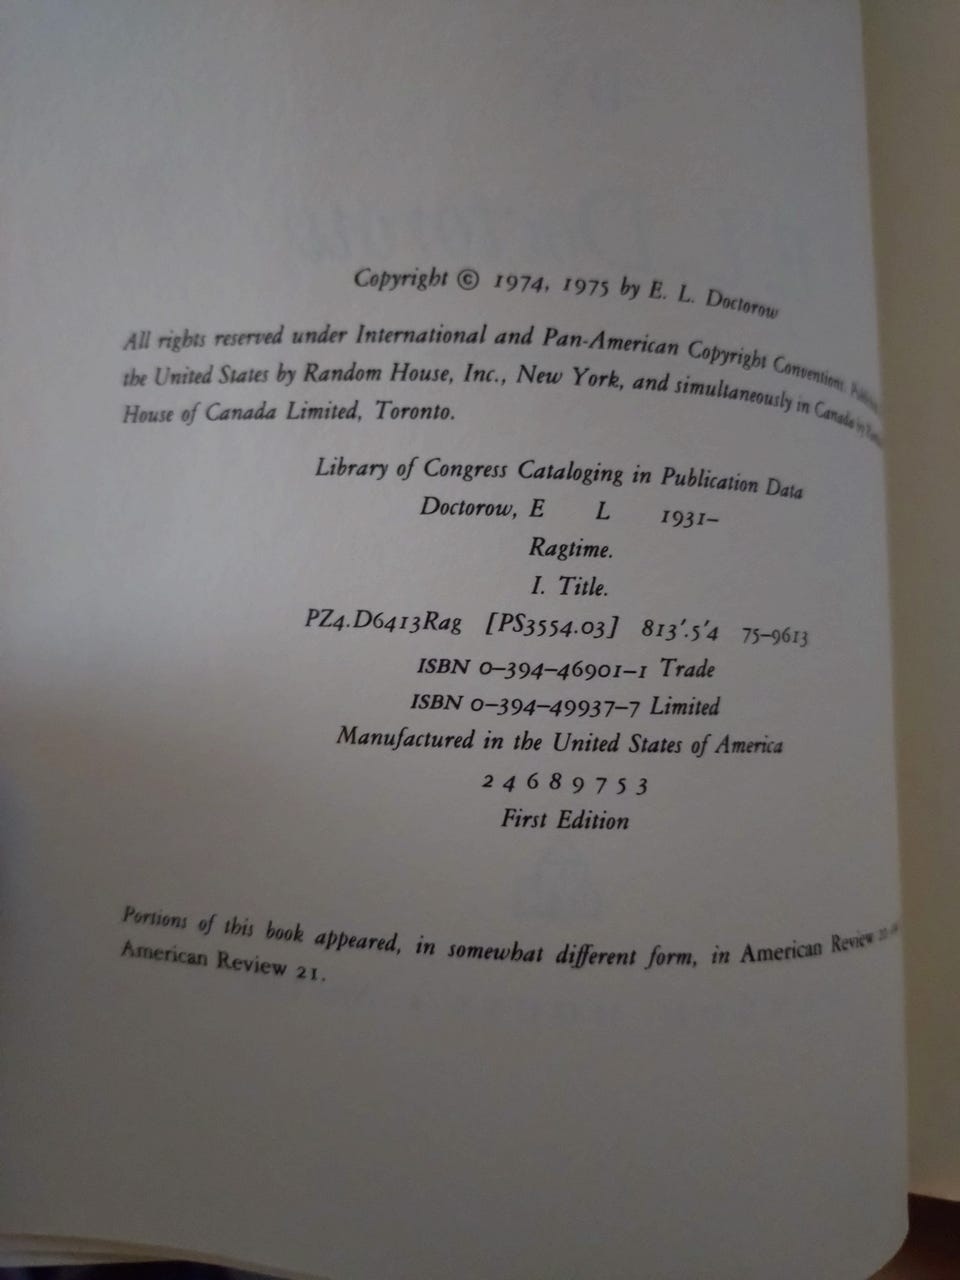 Copyright © 1974, 1975 by E. L. Doctorow
All rights reserved under International and Pan-American Copyright Conventions.
the United States by Random House, Inc., New York, and simultaneously in Canada by
House of Canada Limited, Toronto.
Library of Congress Cataloging in Publication Data
Doctorow, E L 1931–
Ragtime.
I. Title.
PZ4.D6413Rag [PS3554.03] 813'.5'4 75–9613
ISBN 0–394–46901–1 Trade
ISBN 0–394–49937–7 Limited
Manufactured in the United States of America
2 4 6 8 9 7 5 3
First Edition
Portions of this book appeared, in somewhat different form, in American Review
American Review 21.